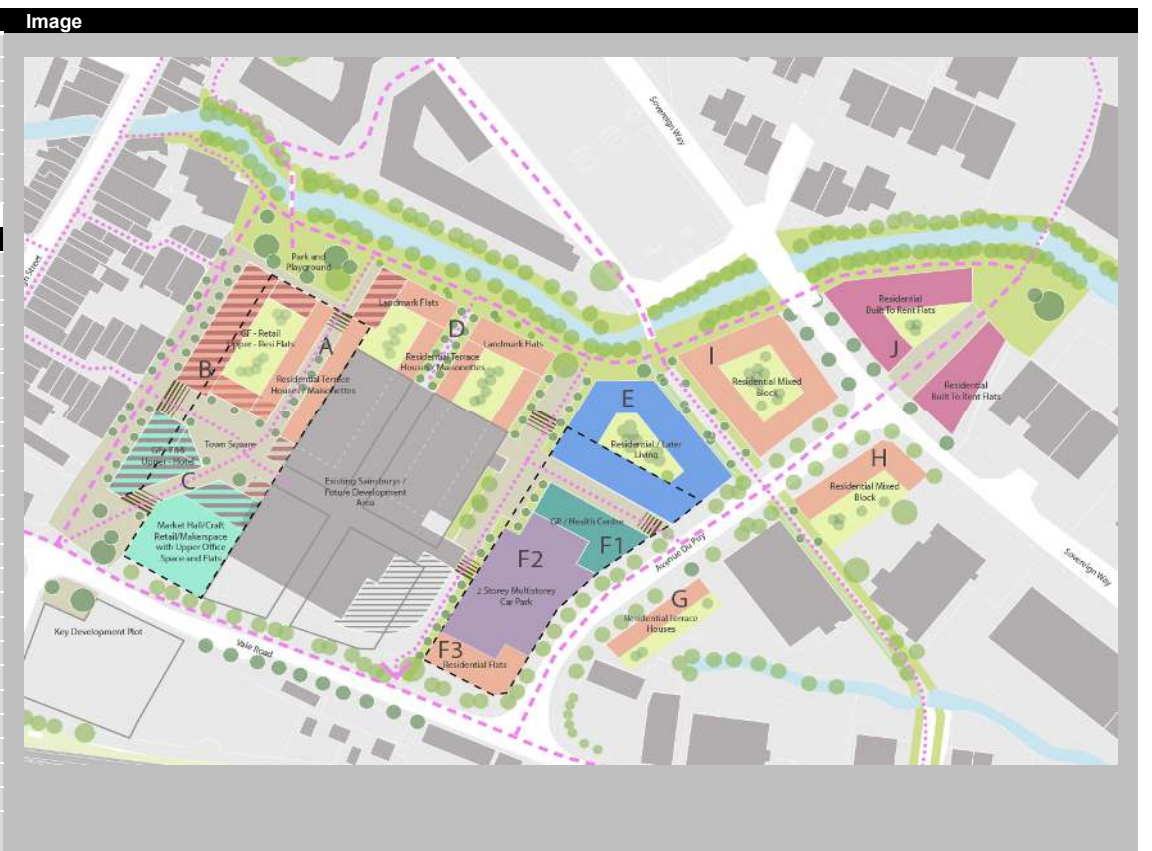 Image
Sovereign Way
Park and
Playground
Landmark Flats
D
Landmark Flats
Residential Terrace
Houses / Maisonettes
A
Residential Terrace
Houses / Maisonettes
B
GF - Retail
Upper - Resi Flats
Town Square
Upper - Hotel
C
Market Hall/Craft
Retail/Makerspace
with Upper Office
Space and Flats
Existing Sainsburys /
Future Development
Area
E
Residential / Later
Living
I
Residential Mixed
Block
Residential
Built To Rent Flats
J
Residential
Built To Rent Flats
H
Residential Mixed
Block
GP / Health Centre
F1
F2
2 Storey Multistorey
Car Park
F3
Residential Flats
Avenue Du Puy
G
Residential Terrace
Houses
Sovereign Way
Key Development Plot
Vale Road
Street